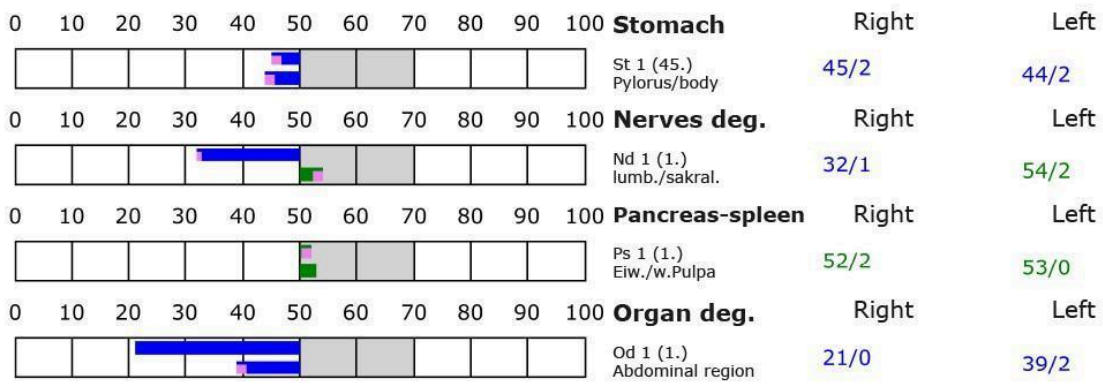 0 10 20 30 40 50 60 70 80 90 100 Stomach Right Left
St 1 (45.) 45/2 44/2
Pylorus/body
0 10 20 30 40 50 60 70 80 90 100 Nerves deg. Right Left
Nd 1 (1.) 32/1 54/2
lumb./sakral.
0 10 20 30 40 50 60 70 80 90 100 Pancreas-spleen Right Left
Ps 1 (1.) 52/2 53/0
Eiw./w.Pulpa
0 10 20 30 40 50 60 70 80 90 100 Organ deg. Right Left
Od 1 (1.) 21/0 39/2
Abdominal region